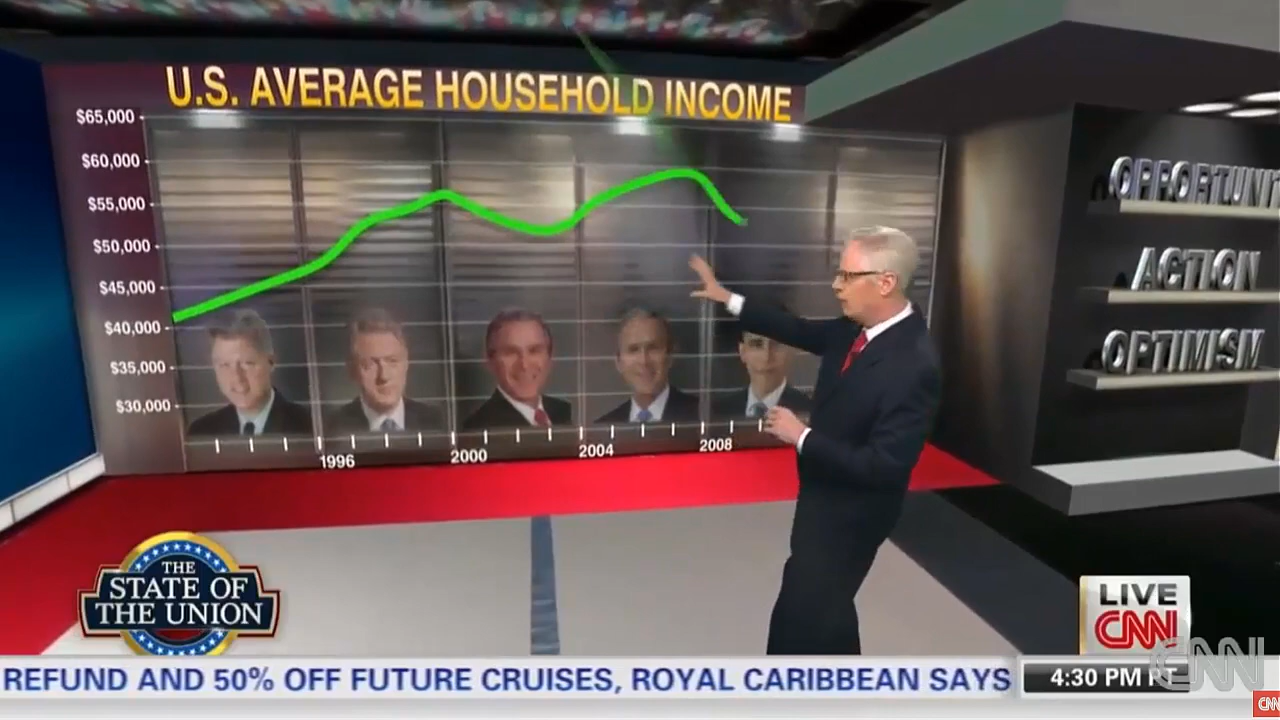 U.S. AVERAGE HOUSEHOLD INCOME
$65,000
$60,000
$55,000
$50,000
$45,000
$40,000
$35,000
$30,000
1996
2000
2004
2008
OPPORTUNIT
ACTION
OPTIMISM
THE
STATE OF
THE UNION
LIVE
CNN
REFUND AND 50% OFF FUTURE CRUISES, ROYAL CARIBBEAN SAYS
4:30 PM PT
CNN
CNN